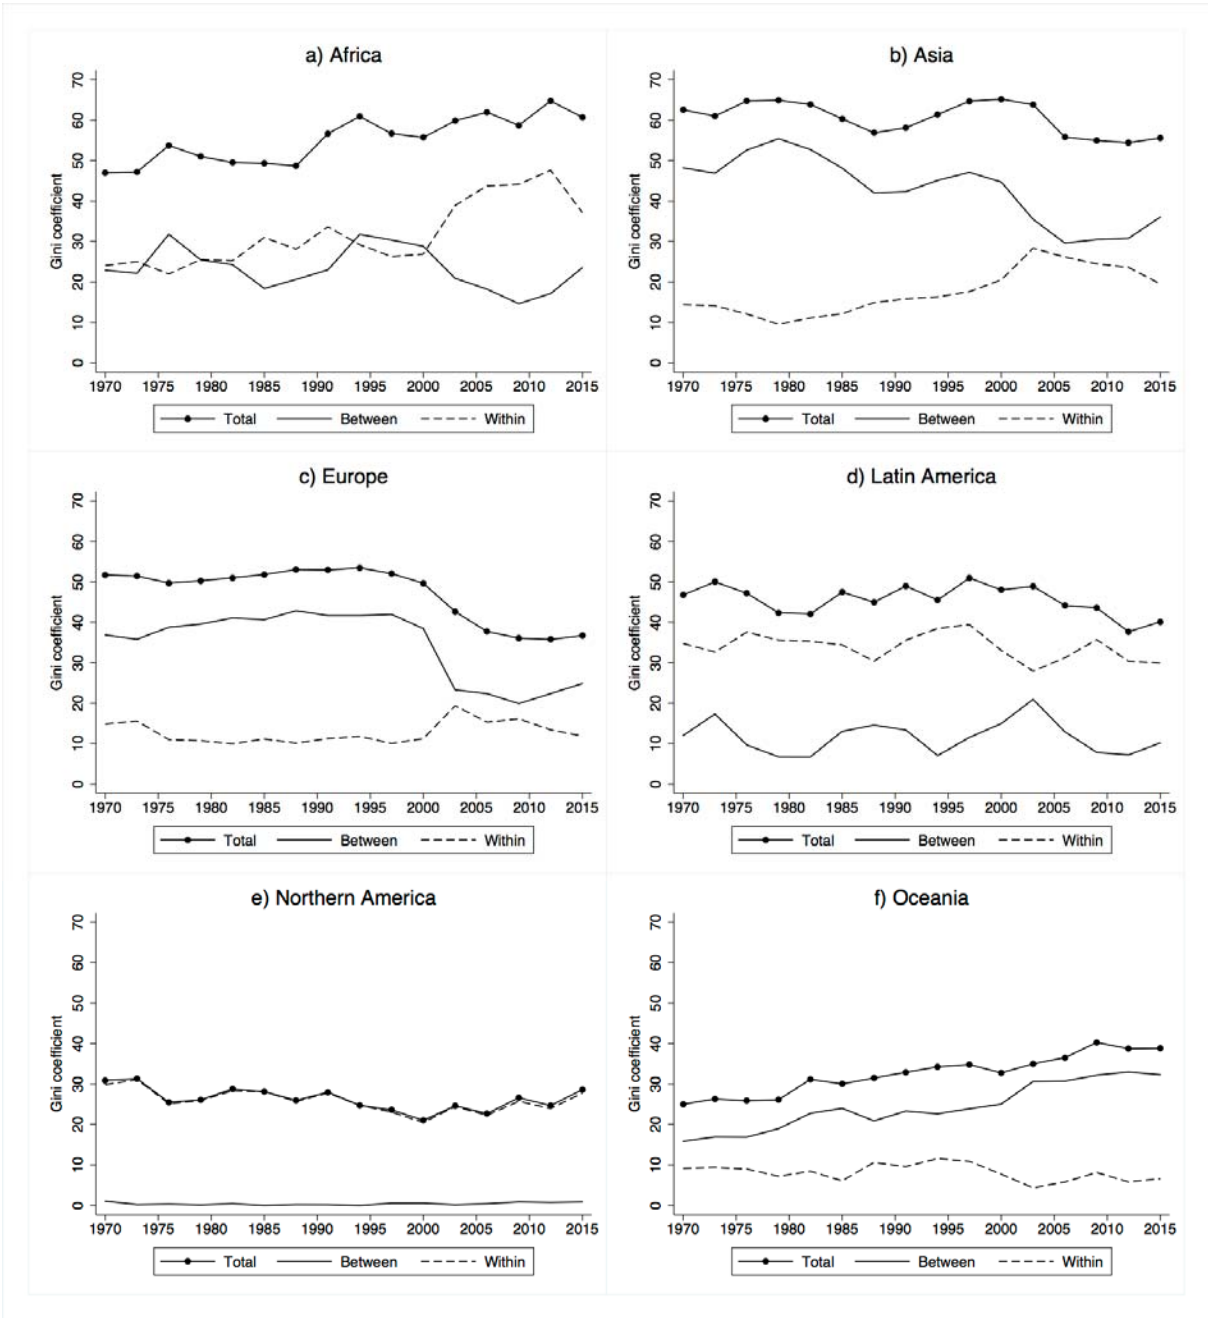 a) Africa
Gini coefficient
70
60
50
40
30
20
10
0
1970 1975 1980 1985 1990 1995 2000 2005 2010 2015
Total Between Within
b) Asia
Gini coefficient
70
60
50
40
30
20
10
0
1970 1975 1980 1985 1990 1995 2000 2005 2010 2015
Total Between Within
c) Europe
Gini coefficient
70
60
50
40
30
20
10
0
1970 1975 1980 1985 1990 1995 2000 2005 2010 2015
Total Between Within
d) Latin America
Gini coefficient
70
60
50
40
30
20
10
0
1970 1975 1980 1985 1990 1995 2000 2005 2010 2015
Total Between Within
e) Northern America
Gini coefficient
70
60
50
40
30
20
10
0
1970 1975 1980 1985 1990 1995 2000 2005 2010 2015
Total Between Within
f) Oceania
Gini coefficient
70
60
50
40
30
20
10
0
1970 1975 1980 1985 1990 1995 2000 2005 2010 2015
Total Between Within